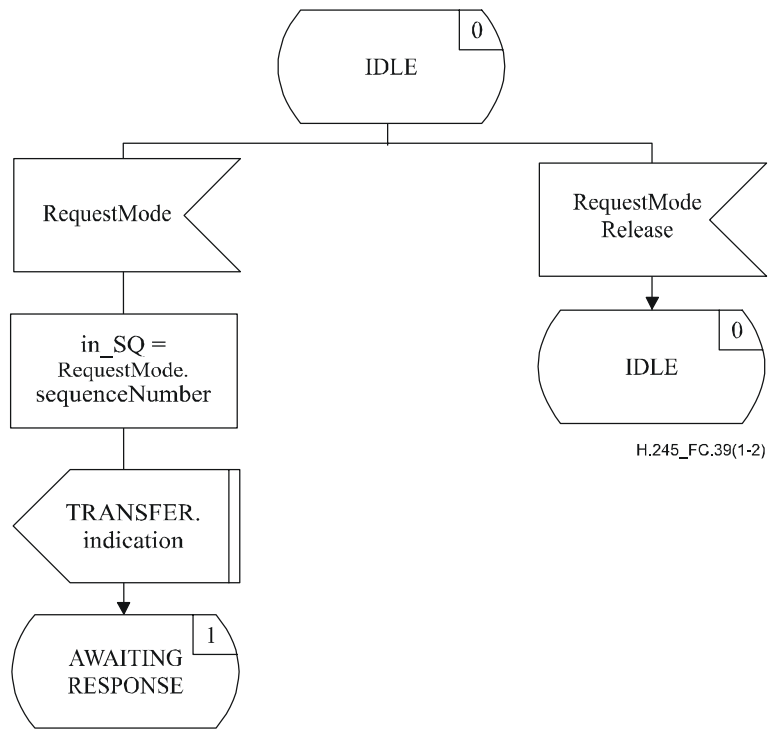 0
IDLE
RequestMode
RequestMode
Release
in_SQ =
RequestMode.
sequenceNumber
0
IDLE
H.245_FC.39(1-2)
TRANSFER.
indication
1
AWAITING
RESPONSE